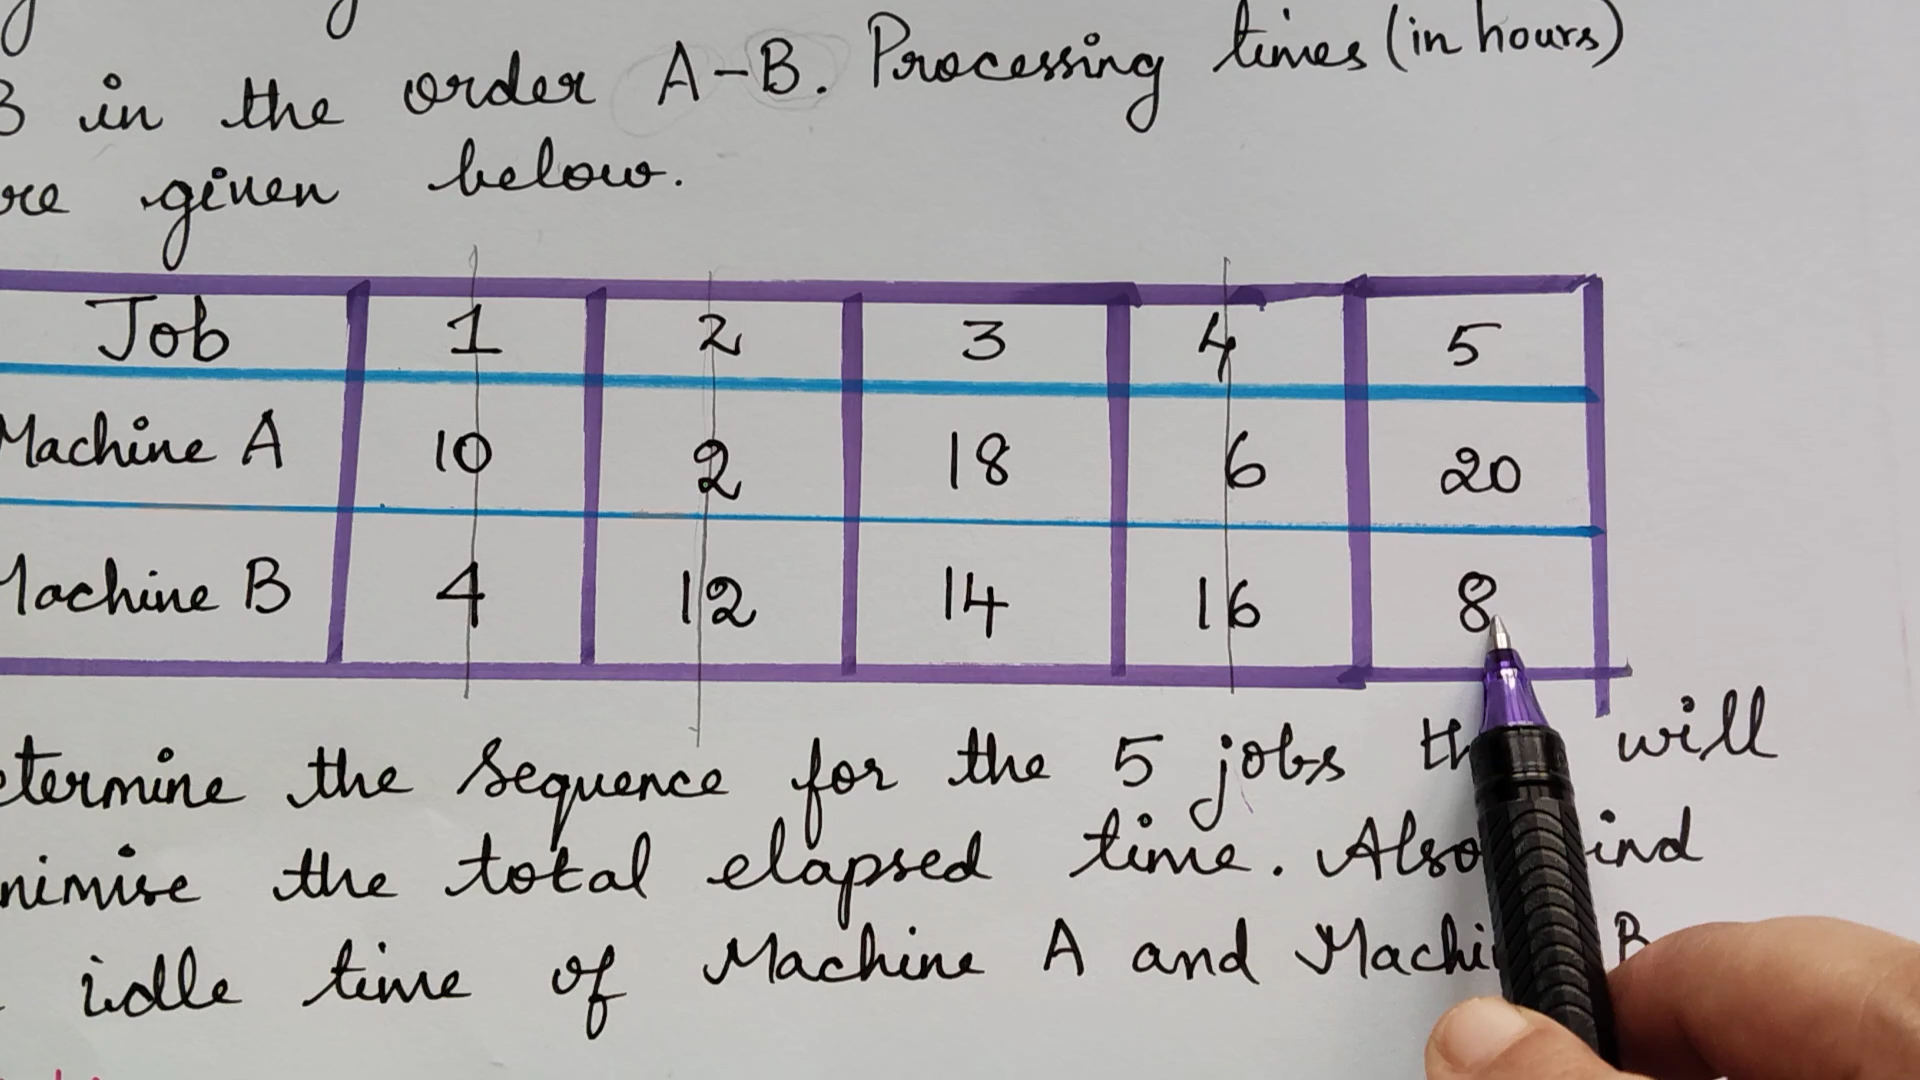 B in the order A-B. Processing times (in hours)
given below.
Job 1 2 3 4 5
Machine A 10 2 18 6 20
Machine B 4 12 14 16 8
the sequence for the 5 jobs will
the total elapsed time. Also
idle time of Machine A and B